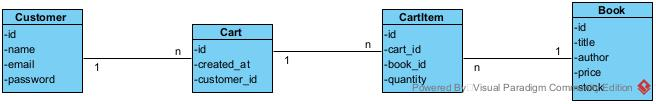 Customer
-id
-name
-email
-password
1
n
Cart
-id
-created_at
-customer_id
1
n
CartItem
-id
-cart_id
-book_id
-quantity
n
1
Book
-id
-title
-author
-price
-stock
Powered By Visual Paradigm Community Edition